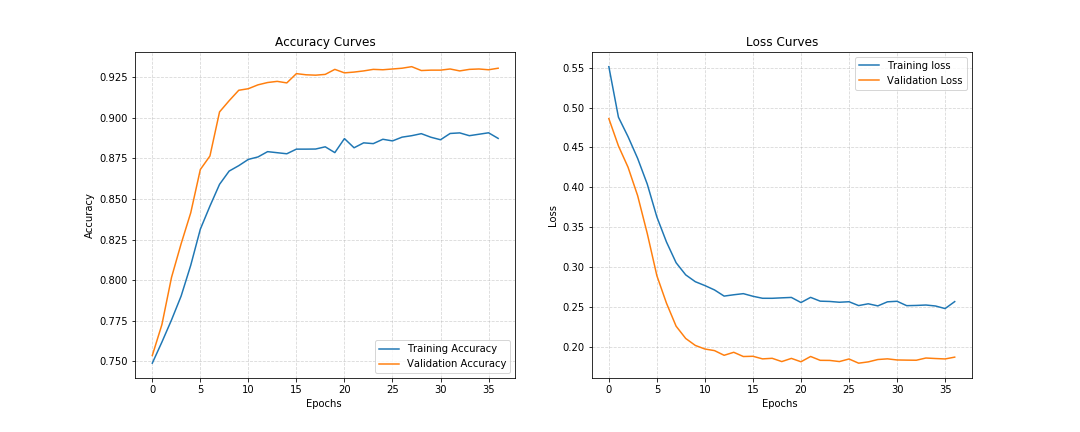 Accuracy Curves
0.925
0.900
0.875
0.850
0.825
0.800
0.775
0.750
Accuracy
0 5 10 15 20 25 30 35
Epochs
Training Accuracy
Validation Accuracy
Loss Curves
0.55
0.50
0.45
0.40
0.35
0.30
0.25
0.20
Loss
0 5 10 15 20 25 30 35
Epochs
Training loss
Validation Loss